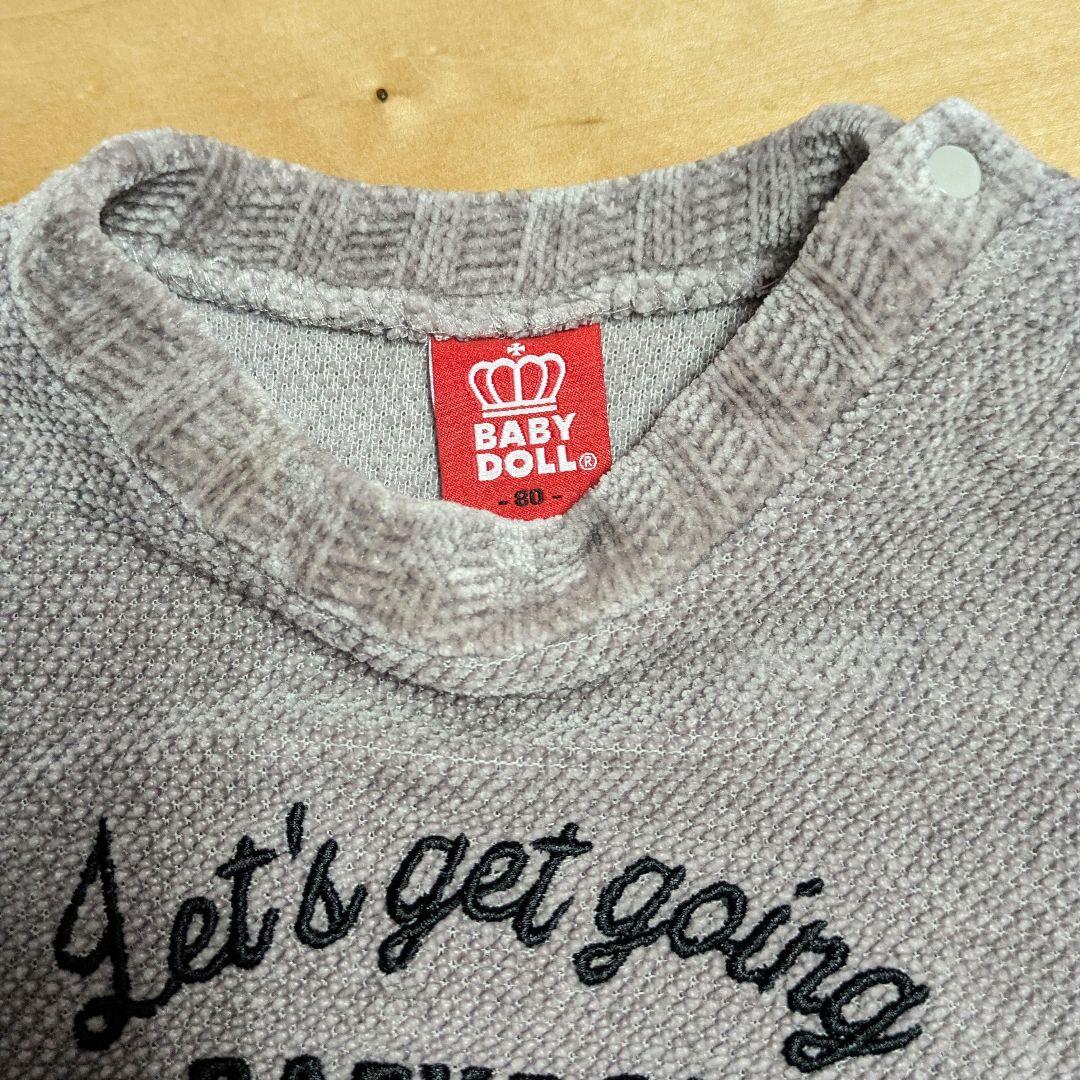 BABY
DOLL®
- 80 -
Let's get going